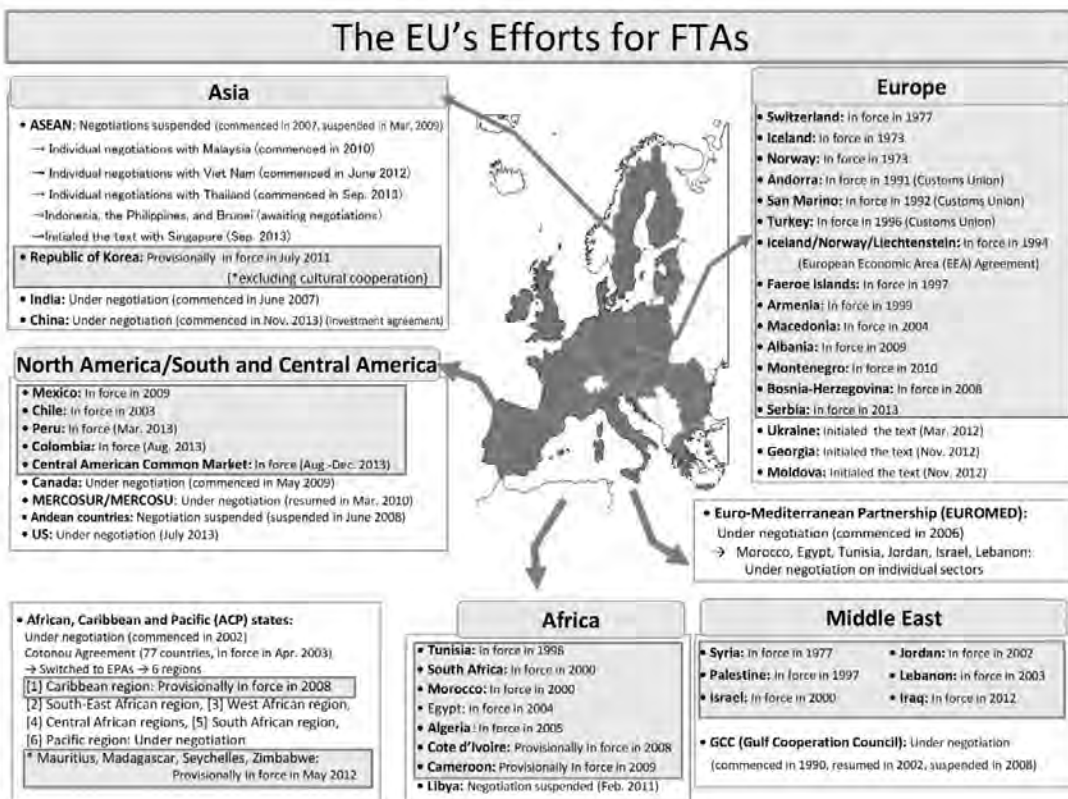 The EU's Efforts for FTAs
Asia
• ASEAN: Negotiations suspended (commenced in 2007, suspended in Mar, 2009)
→ Individual negotiations with Malaysia (commenced in 2010)
→ Individual negotiations with Viet Nam (commenced in June 2012)
→ Individual negotiations with Thailand (commenced in Sep. 2013)
→Indonesia, the Philippines, and Brunei (awaiting negotiations)
→Initialed the text with Singapore (Sep. 2013)
• Republic of Korea: Provisionally in force in July 2011
(*excluding cultural cooperation)
• India: Under negotiation (commenced in June 2007)
• China: Under negotiation (commenced in Nov. 2013) (investment agreement)
North America/South and Central America
• Mexico: In force in 2009
• Chile: In force in 2003
• Peru: In force (Mar. 2013)
• Colombia: In force (Aug. 2013)
• Central American Common Market: In force (Aug.-Dec. 2013)
• Canada: Under negotiation (commenced in May 2009)
• MERCOSUR/MERCOSU: Under negotiation (resumed in Mar. 2010)
• Andean countries: Negotiation suspended (suspended in June 2008)
• US: Under negotiation (July 2013)
Europe
• Switzerland: In force in 1977
• Iceland: In force in 1973
• Norway: In force in 1973
• Andorra: In force in 1991 (Customs Union)
• San Marino: In force in 1992 (Customs Union)
• Turkey: In force in 1996 (Customs Union)
• Iceland/Norway/Liechtenstein: In force in 1994
(European Economic Area (EEA) Agreement)
• Faeroe Islands: In force in 1997
• Armenia: In force in 1999
• Macedonia: In force in 2004
• Albania: In force in 2009
• Montenegro: In force in 2010
• Bosnia-Herzegovina: In force in 2008
• Serbia: In force in 2013
• Ukraine: Initialed the text (Mar. 2012)
• Georgia: Initialed the text (Nov. 2012)
• Moldova: Initialed the text (Nov. 2012)
• Euro-Mediterranean Partnership (EUROMED):
Under negotiation (commenced in 2006)
→ Morocco, Egypt, Tunisia, Jordan, Israel, Lebanon:
Under negotiation on individual sectors
• African, Caribbean and Pacific (ACP) states:
Under negotiation (commenced in 2002)
Cotonou Agreement (77 countries, in force in Apr. 2003)
→ Switched to EPAs → 6 regions
[1] Caribbean region: Provisionally in force in 2008
[2] South-East African region, [3] West African region,
[4] Central African regions, [5] South African region,
[6] Pacific region: Under negotiation
* Mauritius, Madagascar, Seychelles, Zimbabwe:
Provisionally in force in May 2012
Africa
• Tunisia: In force in 1998
• South Africa: In force in 2000
• Morocco: In force in 2000
• Egypt: In force in 2004
• Algeria: In force in 2005
• Cote d'Ivoire: Provisionally in force in 2008
• Cameroon: Provisionally in force in 2009
• Libya: Negotiation suspended (Feb. 2011)
Middle East
• Syria: In force in 1977 • Jordan: In force in 2002
• Palestine: In force in 1997 • Lebanon: In force in 2003
• Israel: In force in 2000 • Iraq: In force in 2012
• GCC (Gulf Cooperation Council): Under negotiation
(commenced in 1990, resumed in 2002, suspended in 2008)